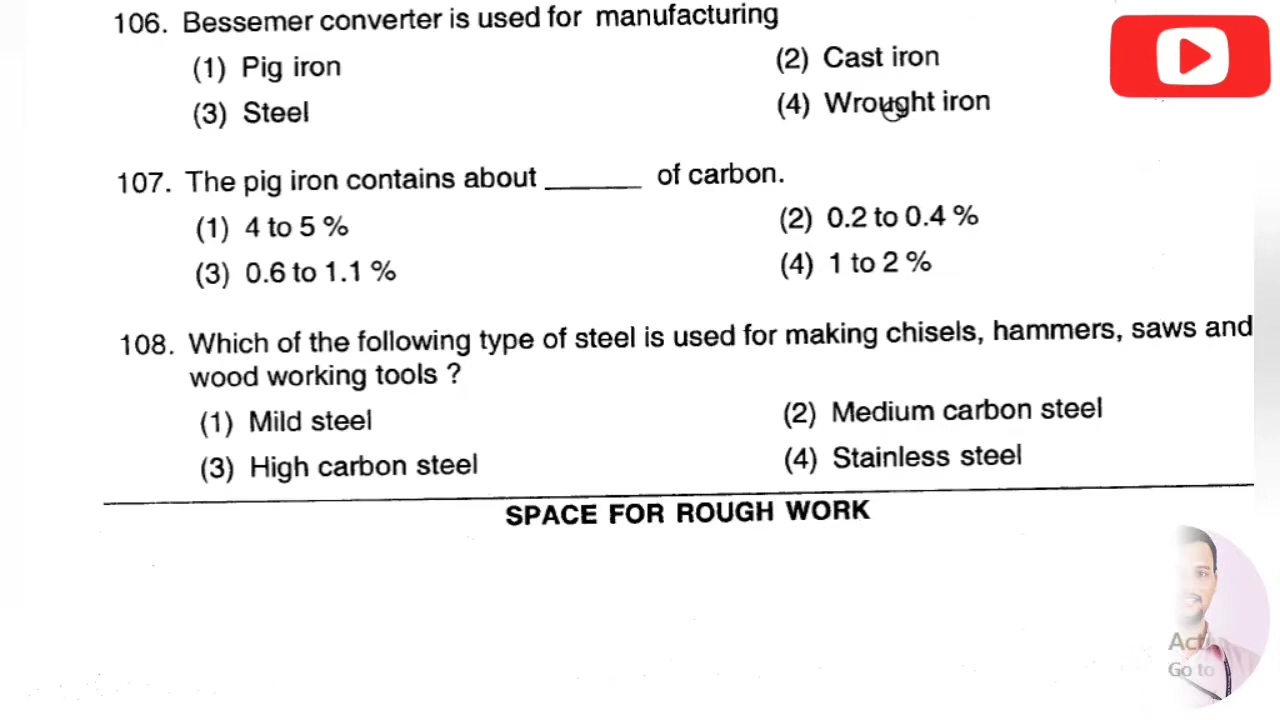 106. Bessemer converter is used for manufacturing
(1) Pig iron (2) Cast iron
(3) Steel (4) Wrought iron
107. The pig iron contains about ______ of carbon.
(1) 4 to 5 % (2) 0.2 to 0.4 %
(3) 0.6 to 1.1 % (4) 1 to 2 %
108. Which of the following type of steel is used for making chisels, hammers, saws and
wood working tools ?
(1) Mild steel (2) Medium carbon steel
(3) High carbon steel (4) Stainless steel
SPACE FOR ROUGH WORK
Go to